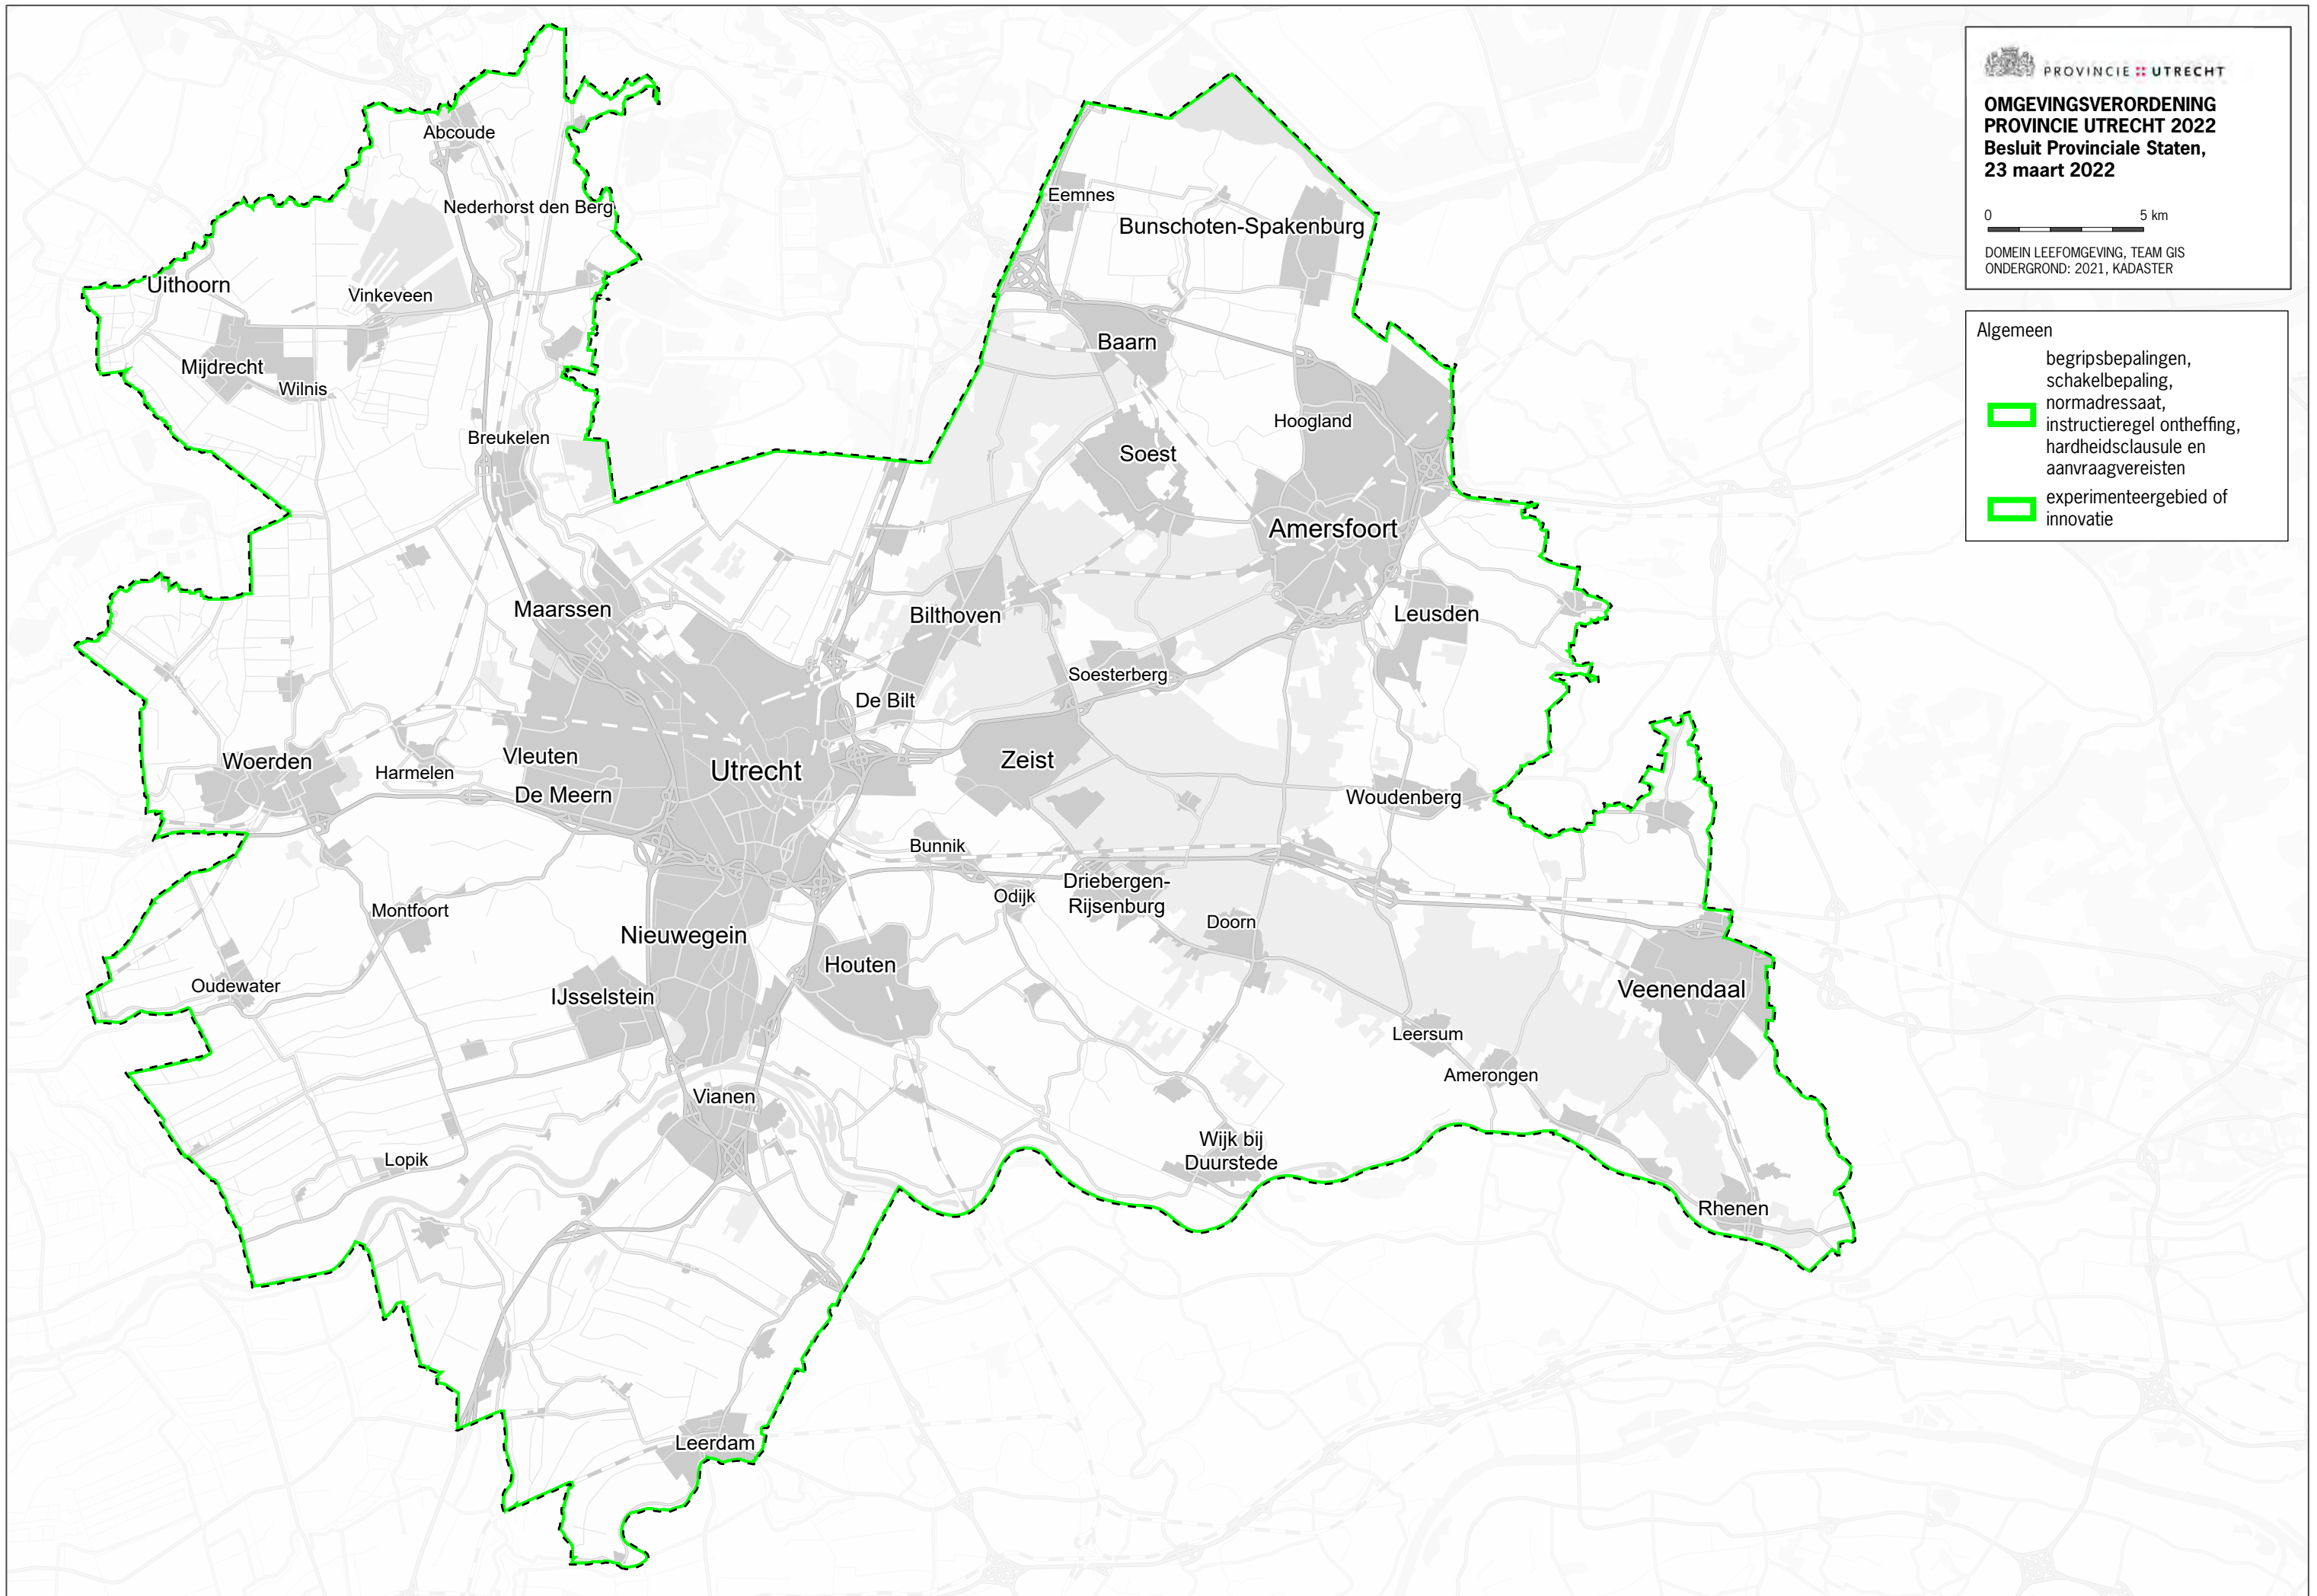 PROVINCIE UTRECHT
OMGEVINGSVERORDENING
PROVINCIE UTRECHT 2022
Besluit Provinciale Staten,
23 maart 2022
0 5 km
DOMEIN LEEFOMGEVING, TEAM GIS
ONDERGROND: 2021, KADASTER
Algemeen
begripsbepalingen,
schakelbepaling,
normadressaat,
instructieregel ontheffing,
hardheidsclausule en
aanvraagvereisten
experimenteergebied of
innovatie
Abcoude
Eemnes
Nederhorst den Berg
Bunschoten-Spakenburg
Uithoorn
Vinkeveen
Baarn
Mijdrecht
Wilnis
Hoogland
Breukelen
Soest
Amersfoort
Maarssen
Bilthoven
Leusden
Soesterberg
De Bilt
Vleuten
Woerden
Zeist
Harmelen
Utrecht
De Meern
Woudenberg
Bunnik
Driebergen-
Rijsenburg
Odijk
Montfoort
Doorn
Nieuwegein
Houten
Oudewater
IJsselstein
Veenendaal
Leersum
Amerongen
Vianen
Wijk bij
Duurstede
Lopik
Rhenen
Leerdam